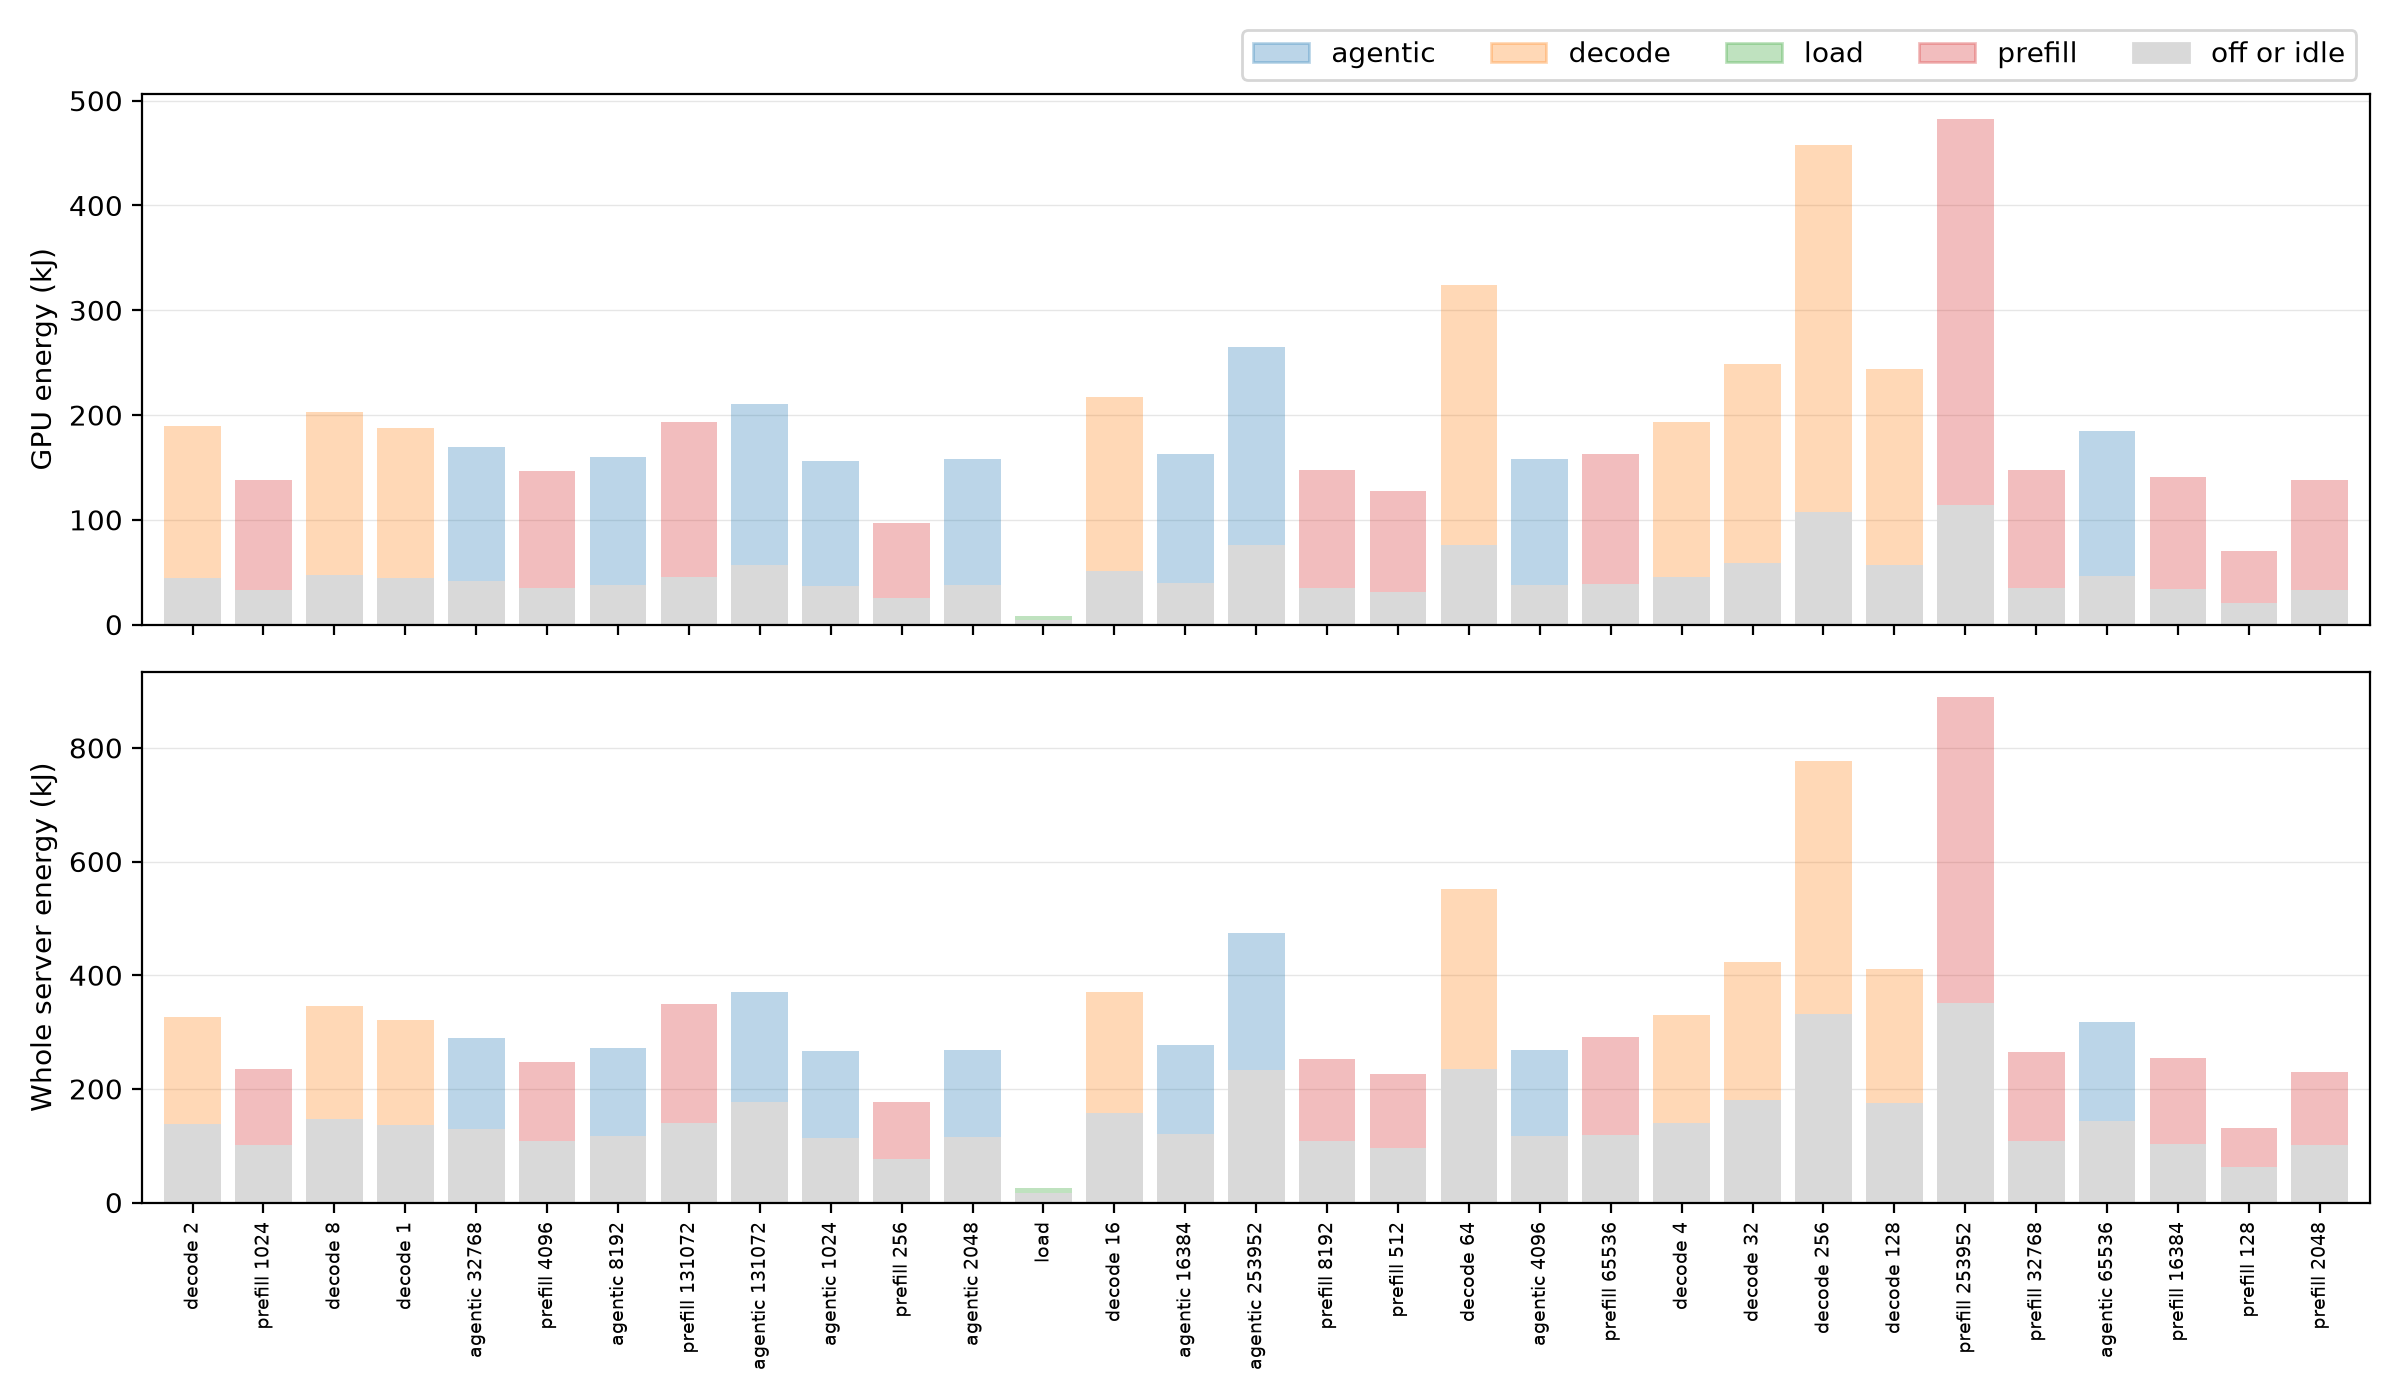 agentic decode load prefill off or idle
500
400
300
200
100
0
GPU energy (kJ)
800
600
400
200
0
Whole server energy (kJ)
decode 2
prefill 1024
decode 8
decode 1
agentic 32768
prefill 4096
agentic 8192
prefill 131072
agentic 131072
agentic 1024
prefill 256
agentic 2048
load
decode 16
agentic 16384
agentic 253952
prefill 8192
prefill 512
decode 64
agentic 4096
prefill 65536
decode 4
decode 32
decode 256
decode 128
prefill 253952
prefill 32768
agentic 65536
prefill 16384
prefill 128
prefill 2048